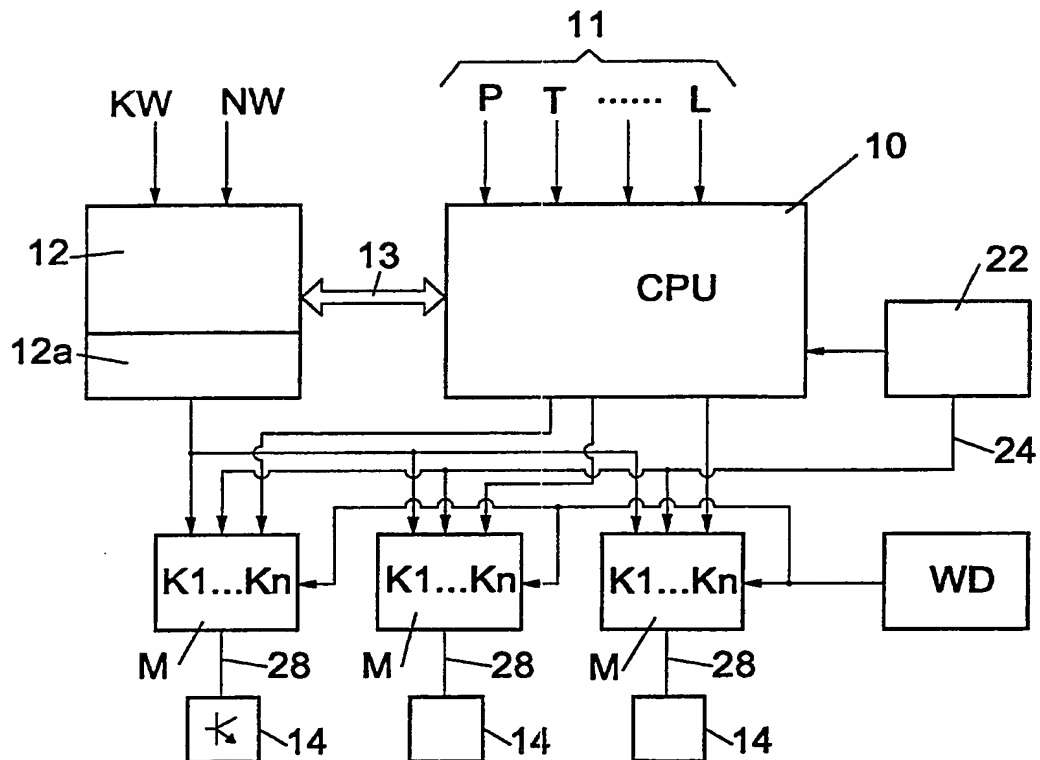 11
KW NW P T ...... L
10
12 13 CPU 22
12a
24
K1...Kn K1...Kn K1...Kn WD
M 28 M 28 M 28
14 14 14